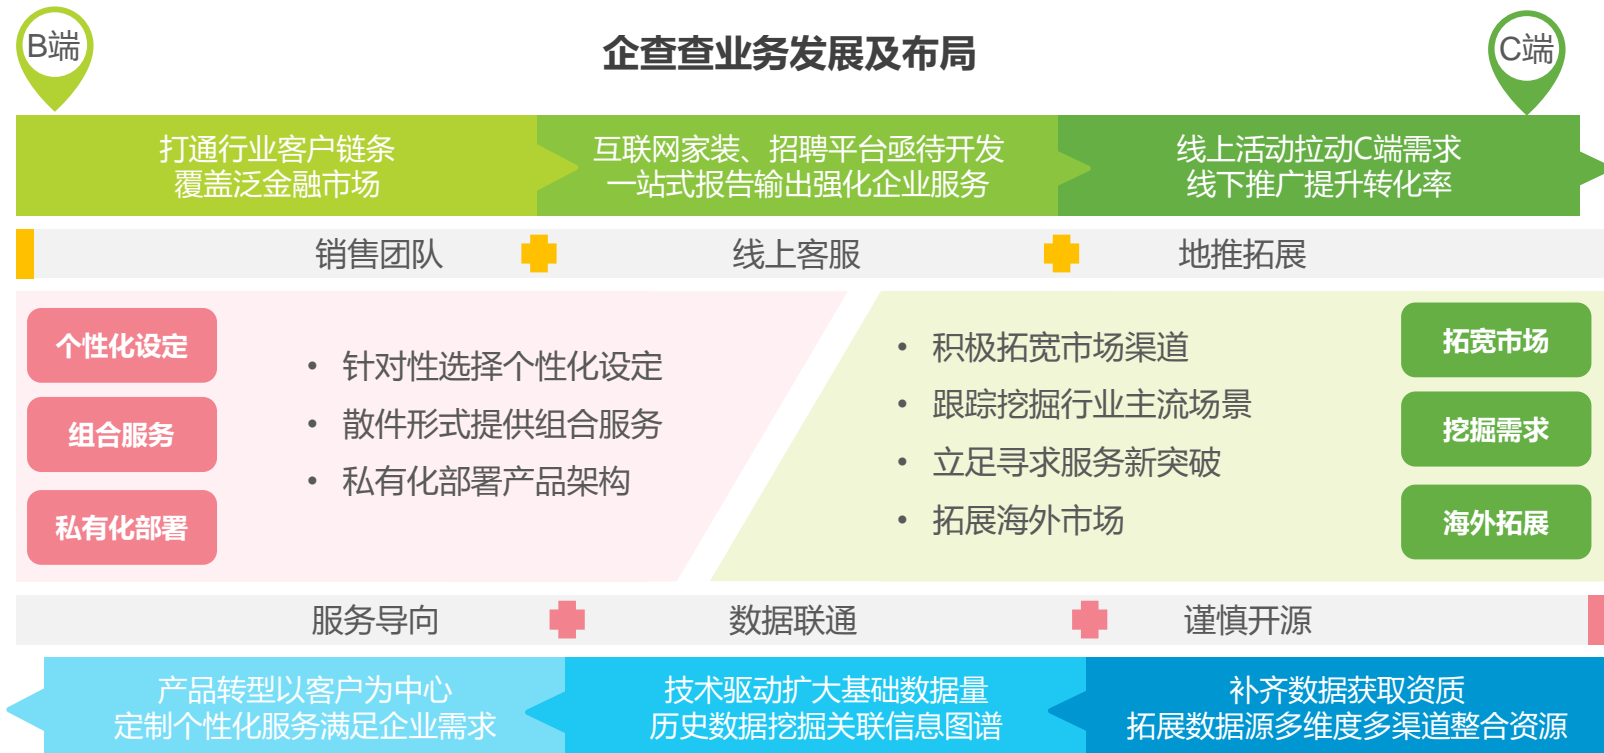 B端
企查查业务发展及布局
C端
打通行业客户链条
覆盖泛金融市场
互联网家装、招聘平台亟待开发
一站式报告输出强化企业服务
线上活动拉动C端需求
线下推广提升转化率
销售团队
线上客服
地推拓展
个性化设定
组合服务
私有化部署
• 针对性选择个性化设定
• 散件形式提供组合服务
• 私有化部署产品架构
• 积极拓宽市场渠道
• 跟踪挖掘行业主流场景
• 立足寻求服务新突破
• 拓展海外市场
拓宽市场
挖掘需求
海外拓展
服务导向
数据联通
谨慎开源
产品转型以客户为中心
定制个性化服务满足企业需求
技术驱动扩大基础数据量
历史数据挖掘关联信息图谱
补齐数据获取资质
拓展数据源多维度多渠道整合资源